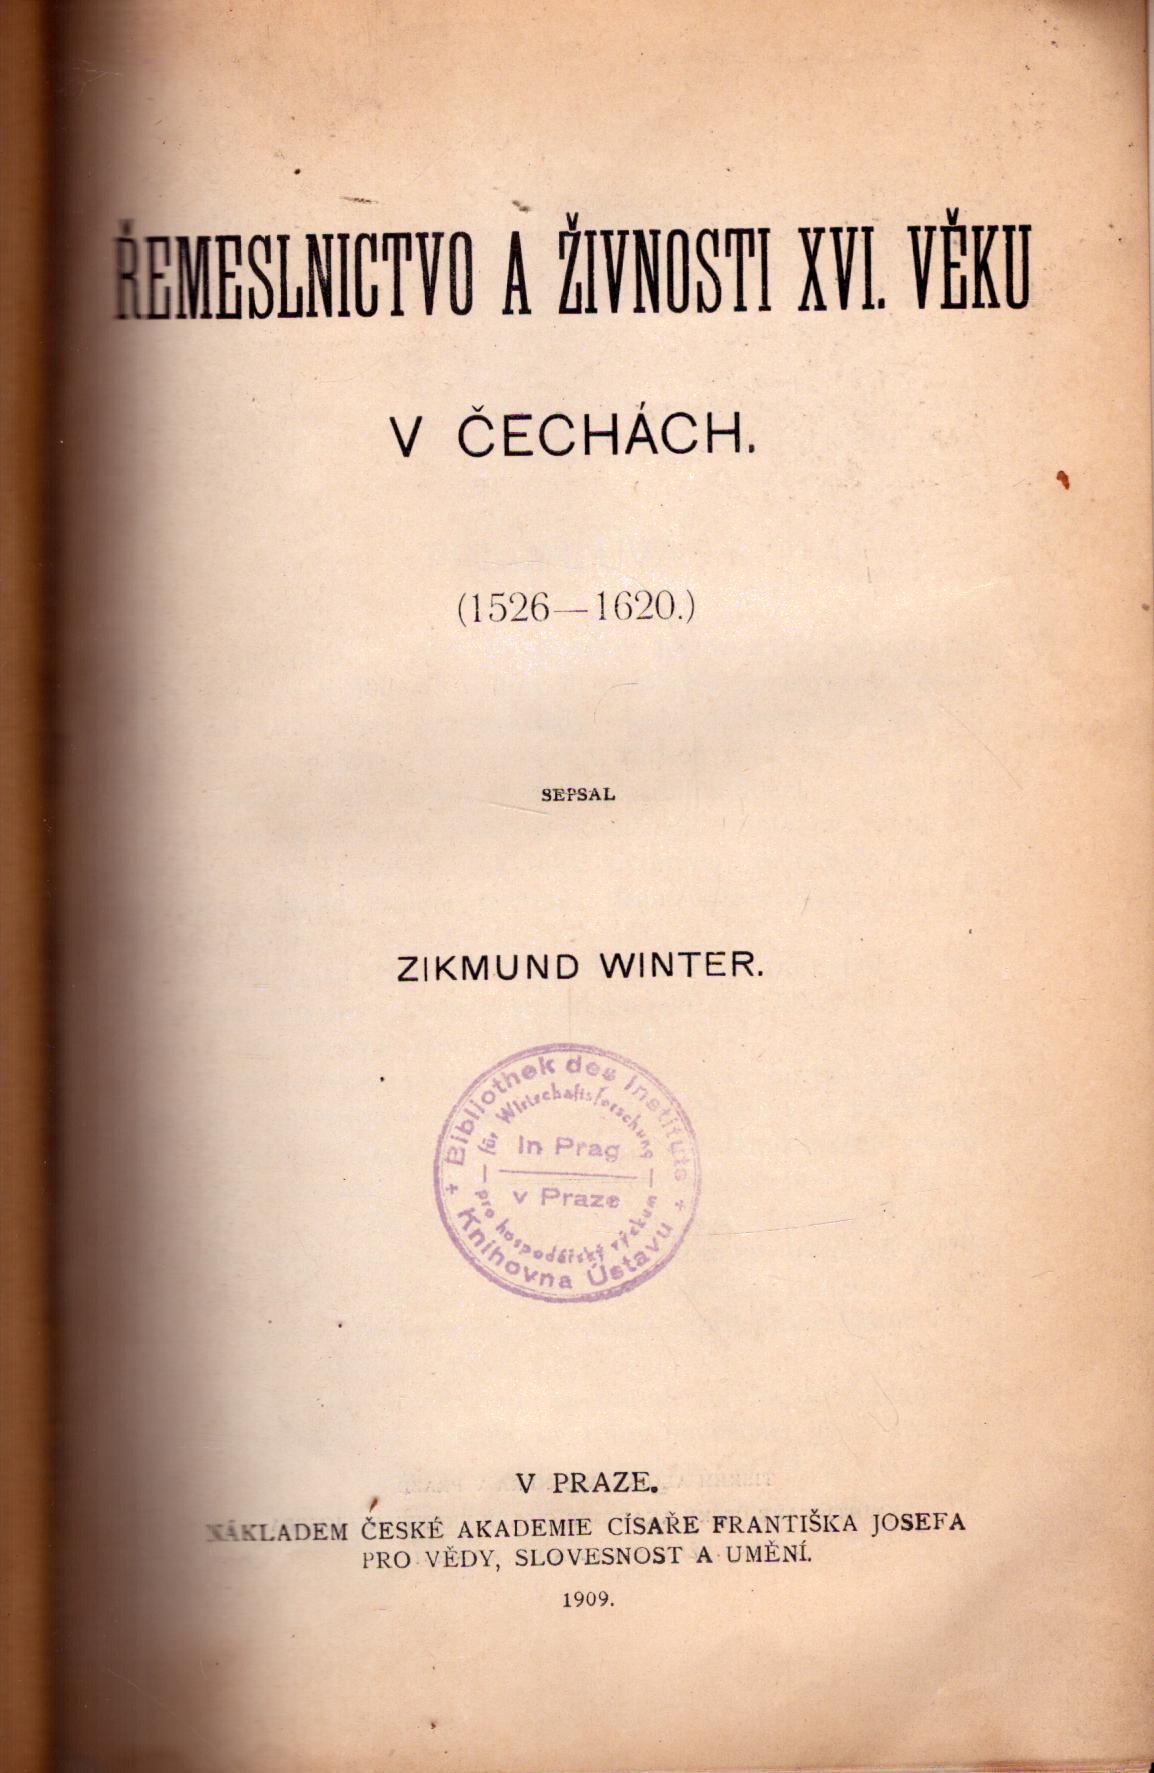 ŘEMESLNICTVO A ŽIVNOSTI XVI. VĚKU
V ČECHÁCH.
(1526—1620.)
SEPSAL
ZIKMUND WINTER.
+ Bibliothek des Instituts +
— für Wirtschaftsforschung —
In Prag
v Praze
pro hospodářský výzkum
Knihovna Ústavu
V PRAZE.
NÁKLADEM ČESKÉ AKADEMIE CÍSAŘE FRANTIŠKA JOSEFA
PRO VĚDY, SLOVESNOST A UMĚNÍ.
1909.